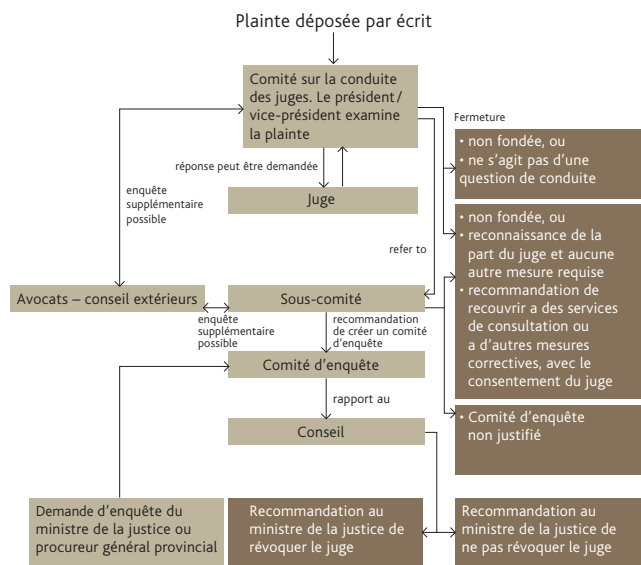 Plainte déposée par écrit
Comité sur la conduite
des juges. Le président/
vice-président examine
la plainte
Fermeture
• non fondée, ou
• ne s'agit pas d'une
question de conduite
réponse peut être demandée
Juge
enquête
supplémentaire
possible
refer to
• non fondée, ou
• reconnaissance de la
part du juge et aucune
autre mesure requise
• recommandation de
recouvrir a des services
de consultation ou
a d'autres mesures
correctives, avec le
consentement du juge
Avocats – conseil extérieurs
Sous-comité
enquête
supplémentaire
possible
recommandation
de créer un comité
d'enquête
Comité d'enquête
rapport au
• Comité d'enquête
non justifié
Conseil
Demande d'enquête du
ministre de la justice ou
procureur général provincial
Recommandation au
ministre de la justice de
révoquer le juge
Recommandation au
ministre de la justice de
ne pas révoquer le juge